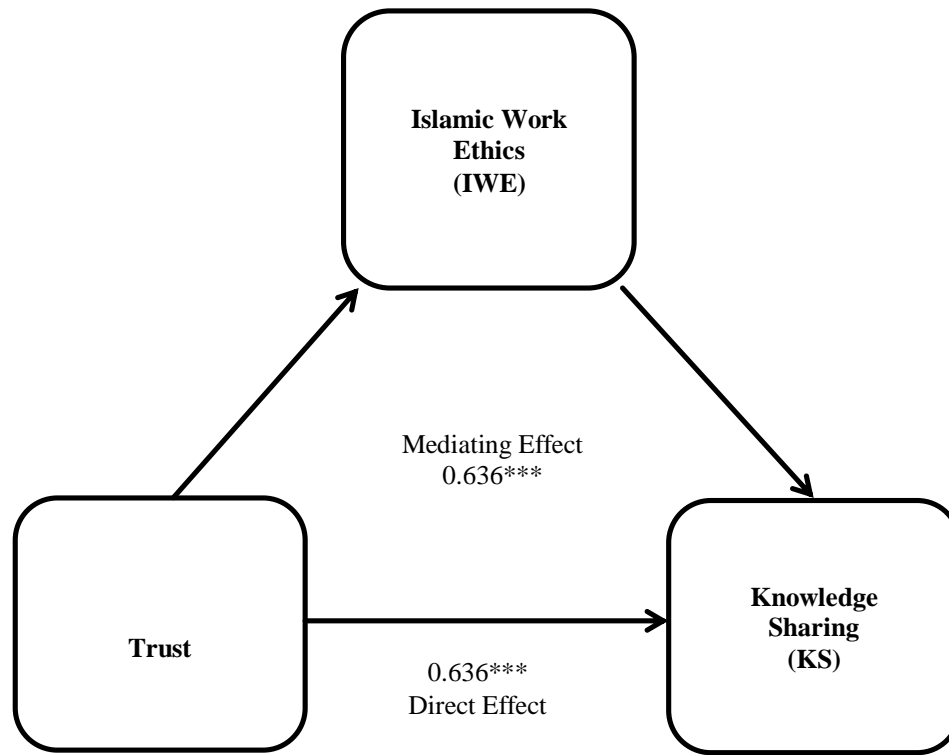 Islamic Work
Ethics
(IWE)
Mediating Effect
0.636***
Trust
0.636***
Direct Effect
Knowledge
Sharing
(KS)